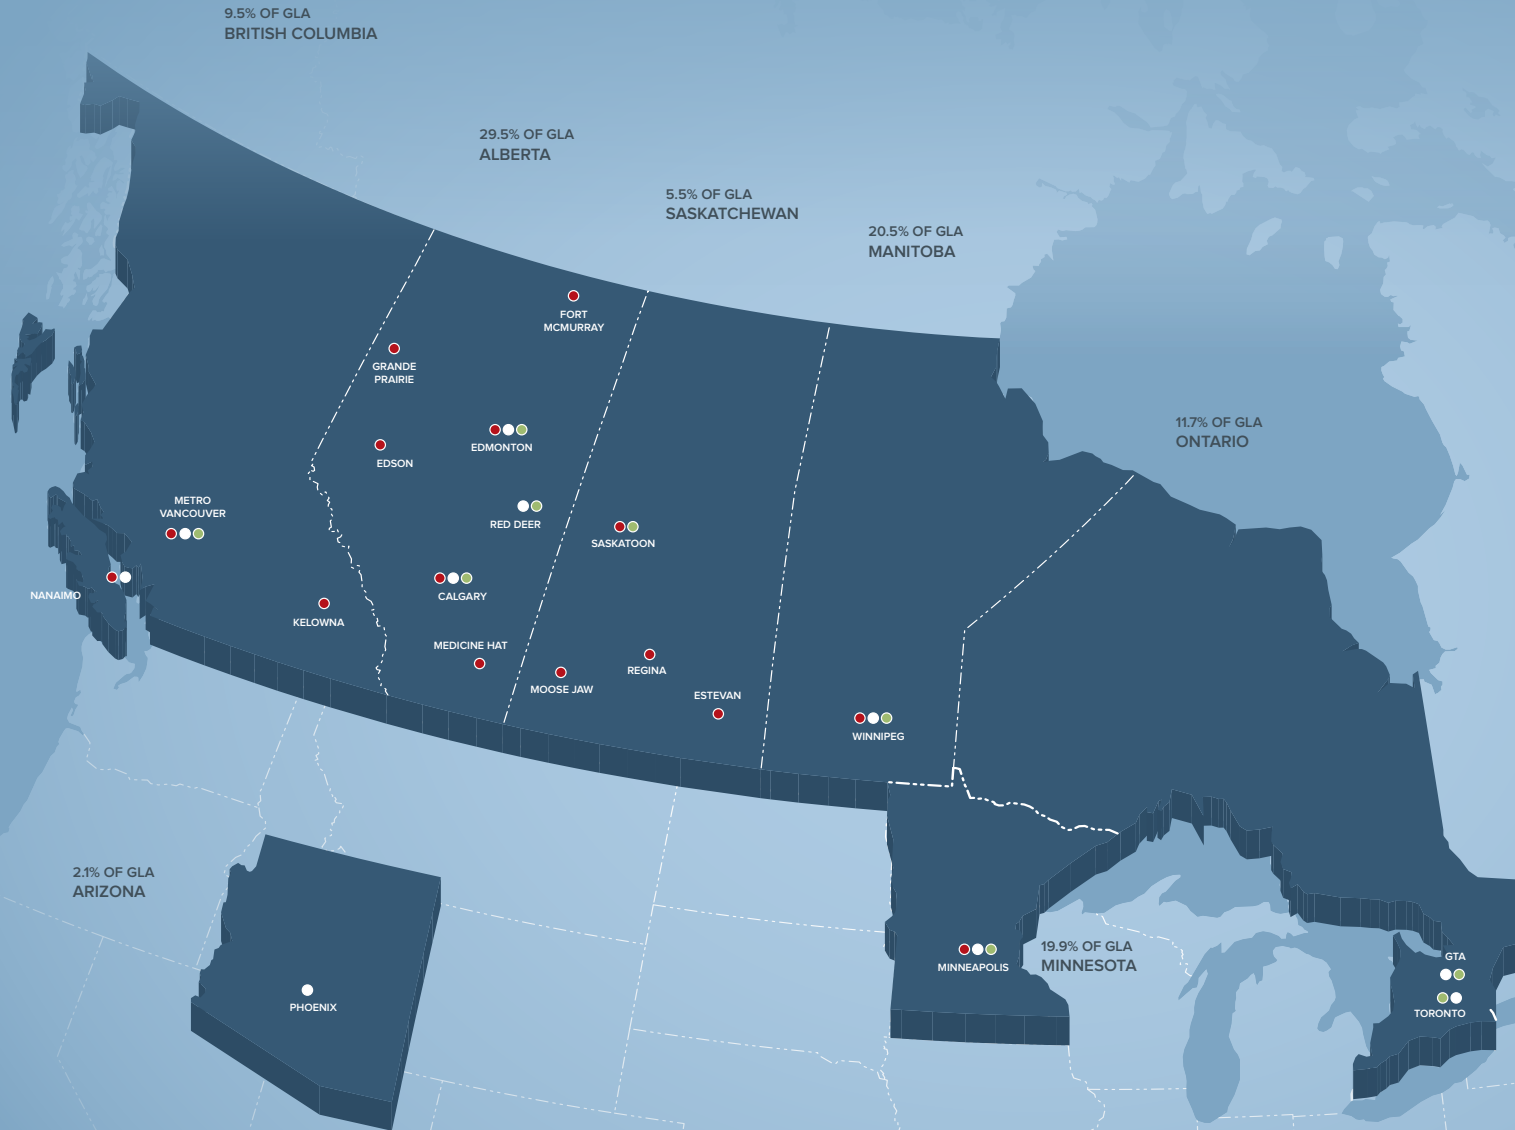 9.5% OF GLA
BRITISH COLUMBIA
29.5% OF GLA
ALBERTA
5.5% OF GLA
SASKATCHEWAN
20.5% OF GLA
MANITOBA
FORT
MCMURRAY
GRANDE
PRAIRIE
11.7% OF GLA
ONTARIO
EDMONTON
EDSON
METRO
VANCOUVER
RED DEER
SASKATOON
NANAIMO
CALGARY
KELOWNA
MEDICINE HAT
REGINA
MOOSE JAW
ESTEVAN
WINNIPEG
2.1% OF GLA
ARIZONA
19.9% OF GLA
MINNESOTA
MINNEAPOLIS
GTA
PHOENIX
TORONTO